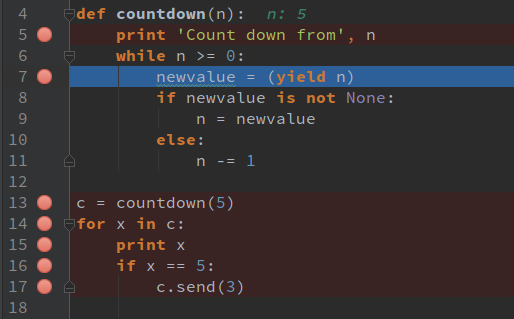 4 def countdown(n): n: 5
5 print 'Count down from', n
6 while n >= 0:
7 newvalue = (yield n)
8 if newvalue is not None:
9 n = newvalue
10 else:
11 n -= 1
12
13 c = countdown(5)
14 for x in c:
15 print x
16 if x == 5:
17 c.send(3)
18